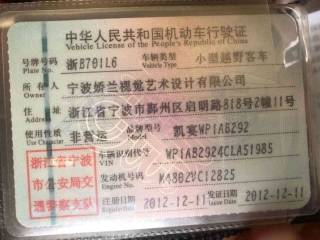 中华人民共和国机动车行驶证
Vehicle License of the People's Republic of China
号牌号码 浙B701L6 车辆类型 小型越野客车
Plate No. Vehicle Type
所有人 宁波娇兰视觉艺术设计有限公司
Owner
住址 浙江省宁波市鄞州区启明路818号2幢11号
Address
使用性质 非营运 品牌型号 凯宴WP1AB292
Use Character Model
浙江省宁波 车辆识别代号 WP1AB2924CLA51985
VIN
市公安局交 发动机号码 M4802VC12825
Engine No.
通警察支队 注册日期 2012-12-11 发证日期 2012-12-11
Register Date Issue Date